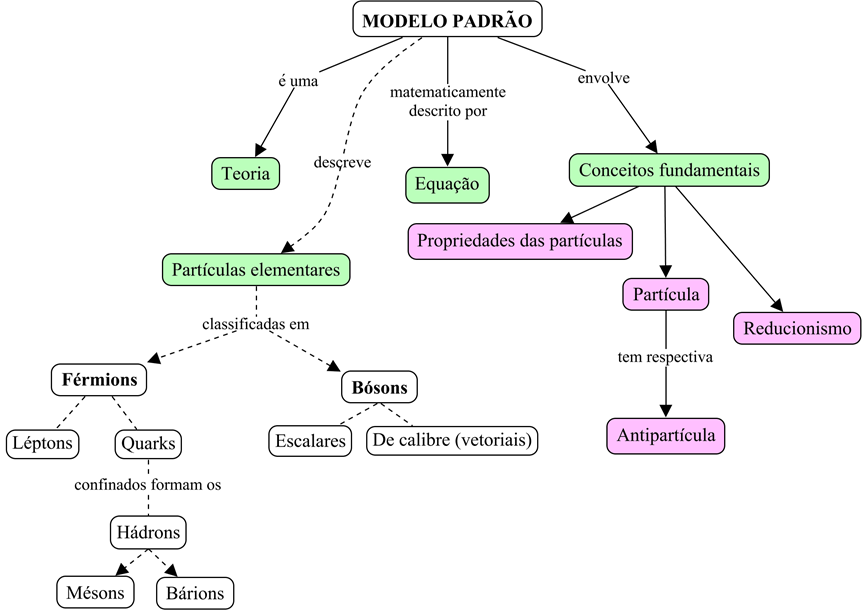 MODELO PADRÃO
é uma
matematicamente
descrito por
envolve
descreve
Teoria
Equação
Conceitos fundamentais
Propriedades das partículas
Partículas elementares
Partícula
Reducionismo
classificadas em
tem respectiva
Férmions
Bósons
Léptons
Quarks
Escalares
De calibre (vetoriais)
Antipartícula
confinados formam os
Hádrons
Mésons
Bárions